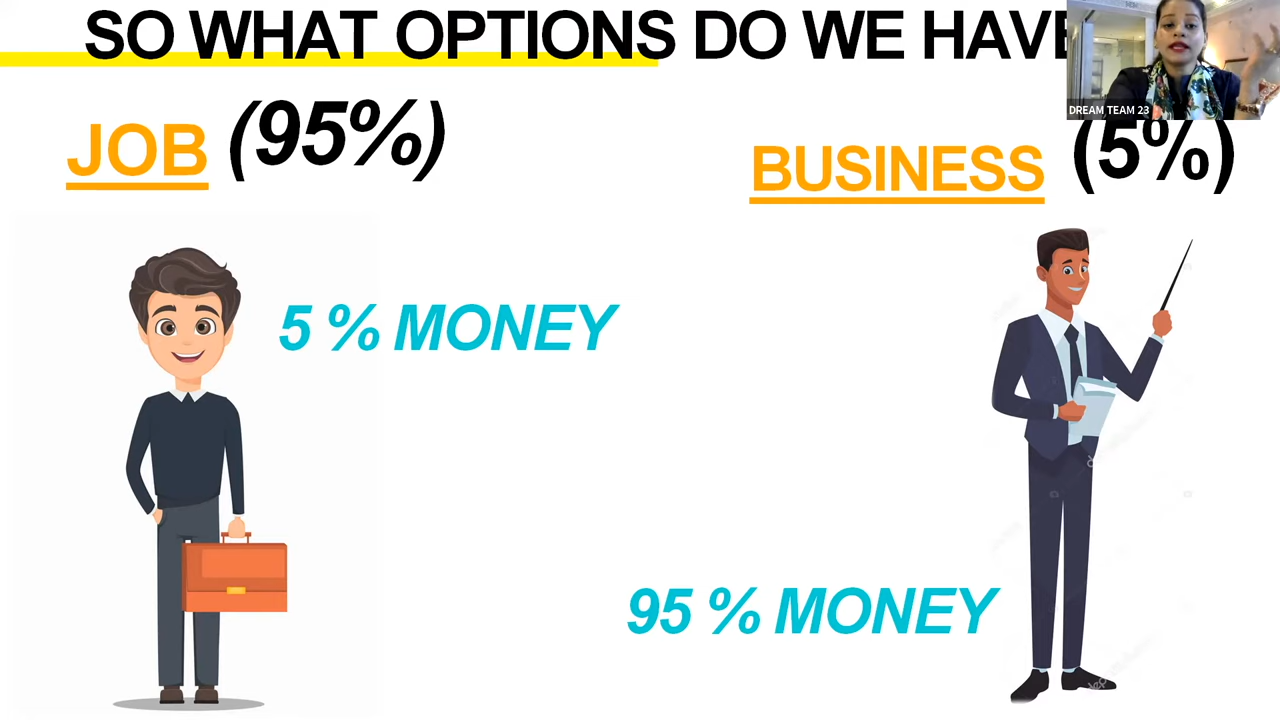 SO WHAT OPTIONS DO WE HAVE
DREAM TEAM 23
JOB (95%)
BUSINESS (5%)
5 % MONEY
95 % MONEY